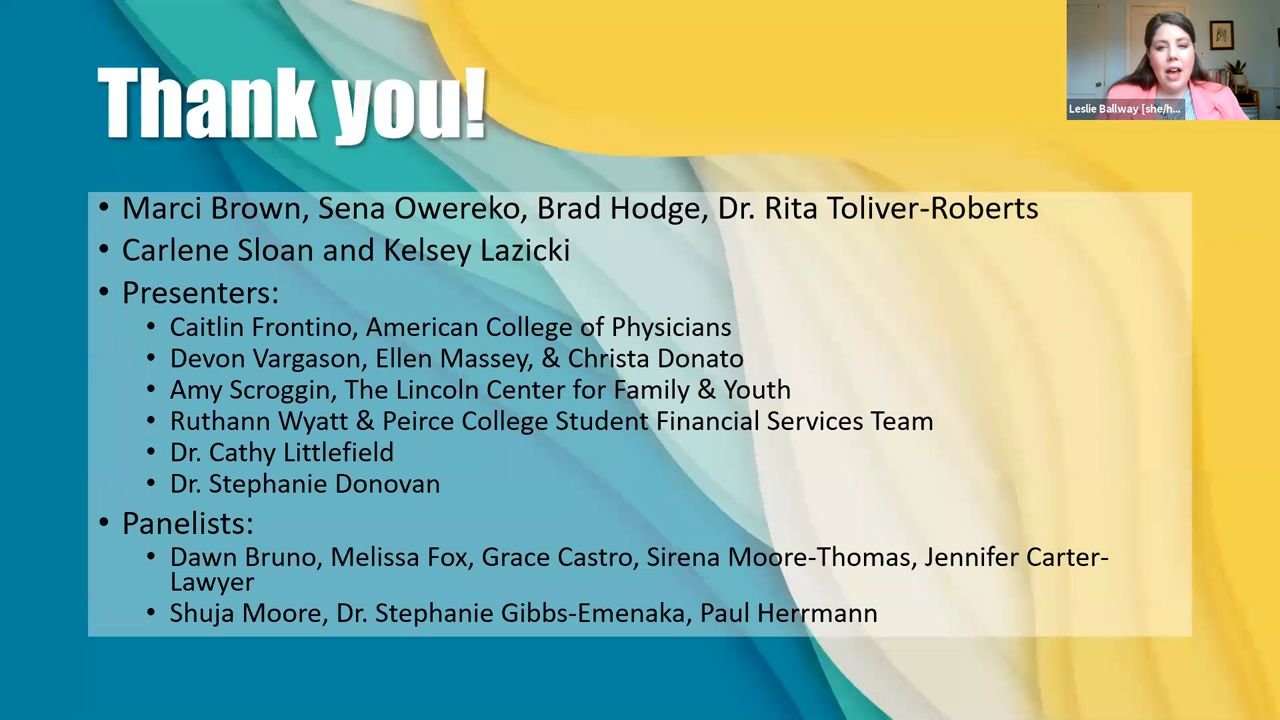 Thank you!
Leslie Ballway [she/h...
• Marci Brown, Sena Owereko, Brad Hodge, Dr. Rita Toliver-Roberts
• Carlene Sloan and Kelsey Lazicki
• Presenters:
• Caitlin Frontino, American College of Physicians
• Devon Vargason, Ellen Massey, & Christa Donato
• Amy Scroggin, The Lincoln Center for Family & Youth
• Ruthann Wyatt & Peirce College Student Financial Services Team
• Dr. Cathy Littlefield
• Dr. Stephanie Donovan
• Panelists:
• Dawn Bruno, Melissa Fox, Grace Castro, Sirena Moore-Thomas, Jennifer Carter-
Lawyer
• Shuja Moore, Dr. Stephanie Gibbs-Emenaka, Paul Herrmann